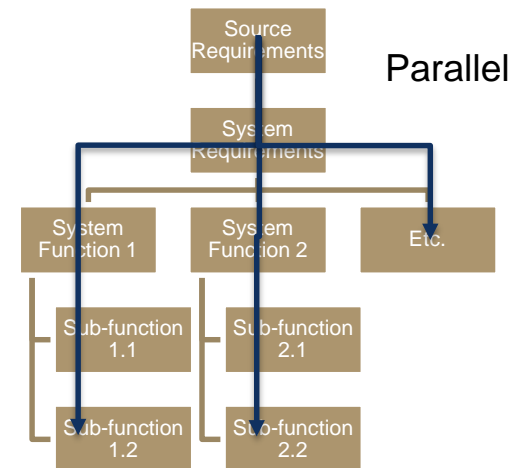 Source
Requirements
Parallel
System
Requirements
System
Function 1
System
Function 2
Etc.
Sub-function
1.1
Sub-function
2.1
Sub-function
1.2
Sub-function
2.2